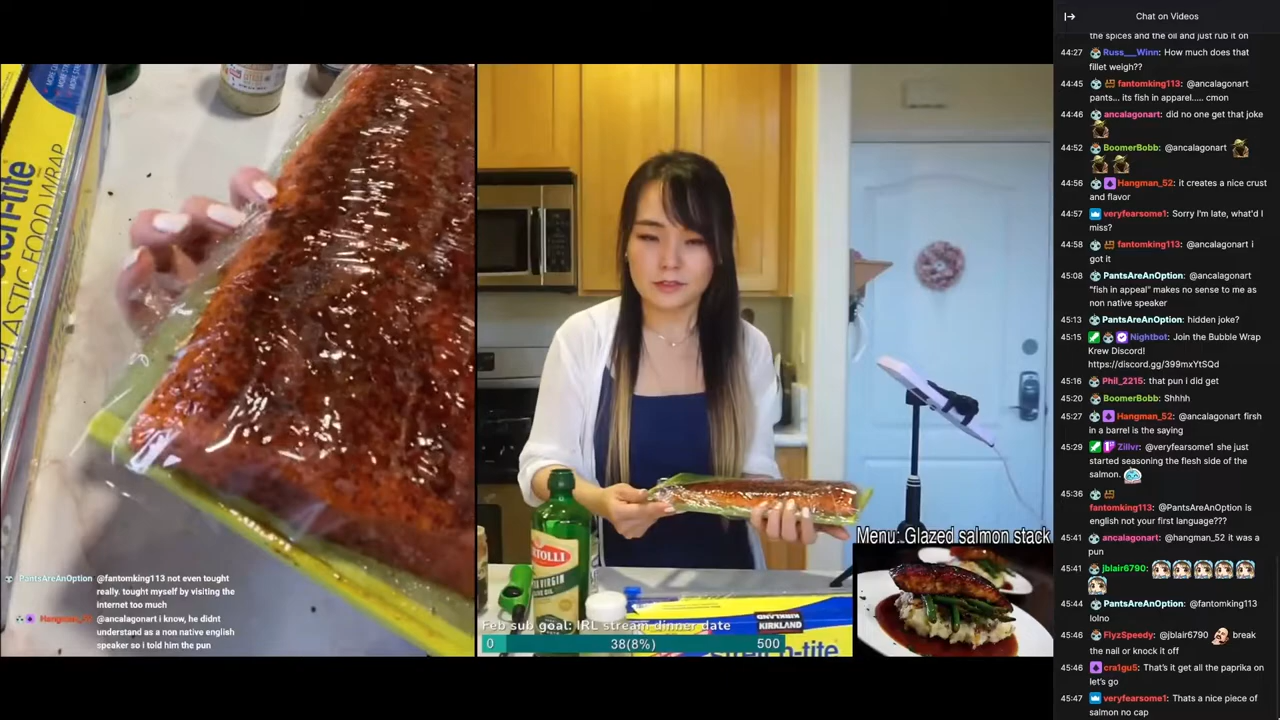 Chat on Videos
the spices and the oil and just rub it on
44:27 Russ___Winn: How much does that
fillet weigh??
44:45 fantomking113: @ancalagonart
pants... its fish in apparel..... cmon
44:46 ancalagonart: did no one get that joke
44:52 BoomerBobb: @ancalagonart
44:56 Hangman_52: it creates a nice crust
and flavor
44:57 veryfearsome1: Sorry I'm late, what'd I
miss?
44:58 fantomking113: @ancalagonart i
got it
45:08 PantsAreAnOption: @ancalagonart
"fish in appeal" makes no sense to me as
non native speaker
45:13 PantsAreAnOption: hidden joke?
45:15 Nightbot: Join the Bubble Wrap
Krew Discord!
https://discord.gg/399mxYtSQd
45:16 Phil_2215: that pun i did get
45:20 BoomerBobb: Shhhh
45:27 Hangman_52: @ancalagonart firsh
in a barrel is the saying
45:29 Zillvr: @veryfearsome1 she just
started seasoning the flesh side of the
salmon.
45:36
fantomking113: @PantsAreAnOption is
english not your first language???
45:41 ancalagonart: @hangman_52 it was a
pun
45:41 jblair6790:
45:44 PantsAreAnOption: @fantomking113
lolno
45:46 FlyzSpeedy: @jblair6790 break
the nail or knock it off
45:46 cra1gu5: That's it get all the paprika on
let's go
45:47 veryfearsome1: Thats a nice piece of
salmon no cap
PLASTIC FOOD WRAP
PantsAreAnOption @fantomking113 not even tought
really. tought myself by visiting the
internet too much
Hangman_52 @ancalagonart i know, he didnt
understand as a non native english
speaker so i told him the pun
Menu: Glazed salmon stack
Feb sub goal: IRL stream dinner date
0 38(8%) 500
KIRKLAND